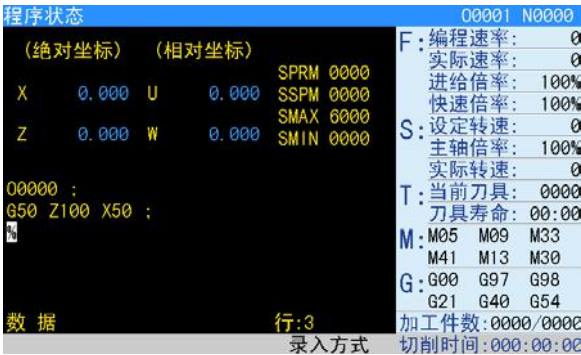 程序状态 O0001 N0000
(绝对坐标) (相对坐标)
SPRM 0000
X 0.000 U 0.000 SSPM 0000
SMAX 6000
Z 0.000 W 0.000 SMIN 0000
O0000 ;
G50 Z100 X50 ;
%
数 据 行:3
录入方式
F:编程速率: 0
实际速率: 0
进给倍率: 100%
快速倍率: 100%
S:设定转速: 0
主轴倍率: 100%
实际转速: 0
T:当前刀具: 0000
刀具寿命: 00:00
M:M05 M09 M33
M41 M13 M30
G:G00 G97 G98
G21 G40 G54
加工件数:0000/0000
切削时间:000:00:00